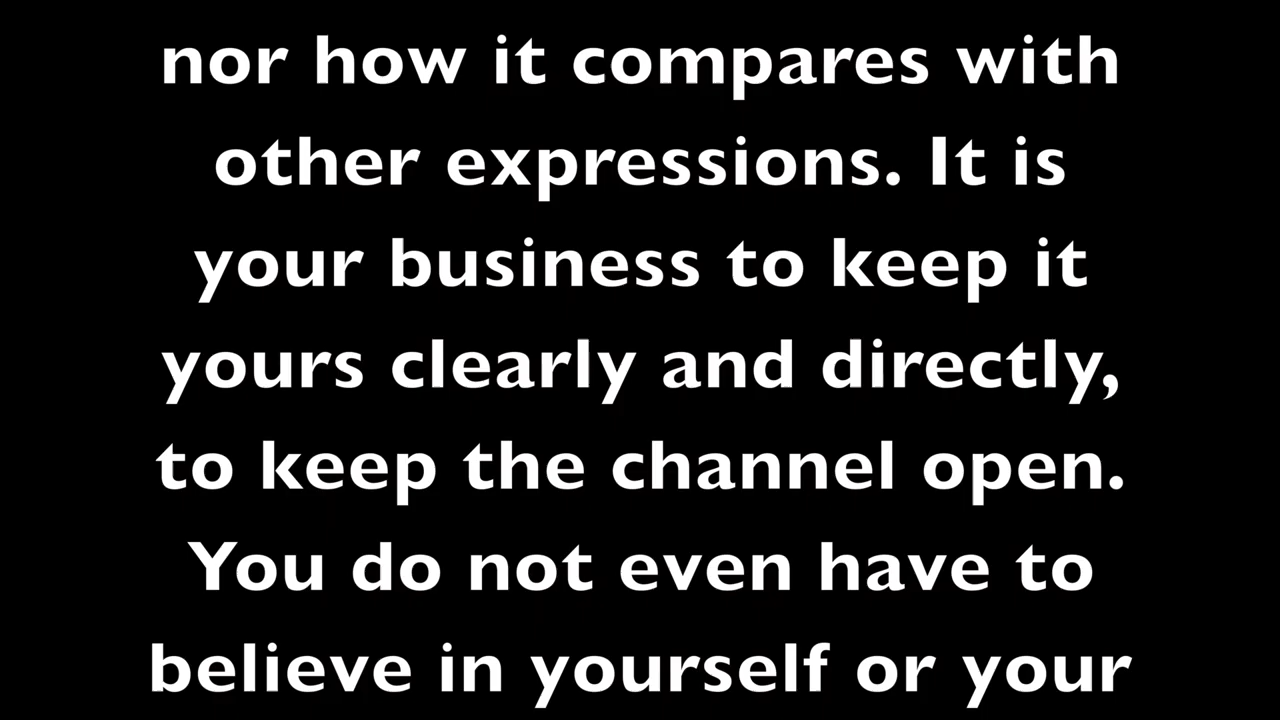 nor how it compares with
other expressions. It is
your business to keep it
yours clearly and directly,
to keep the channel open.
You do not even have to
believe in yourself or your